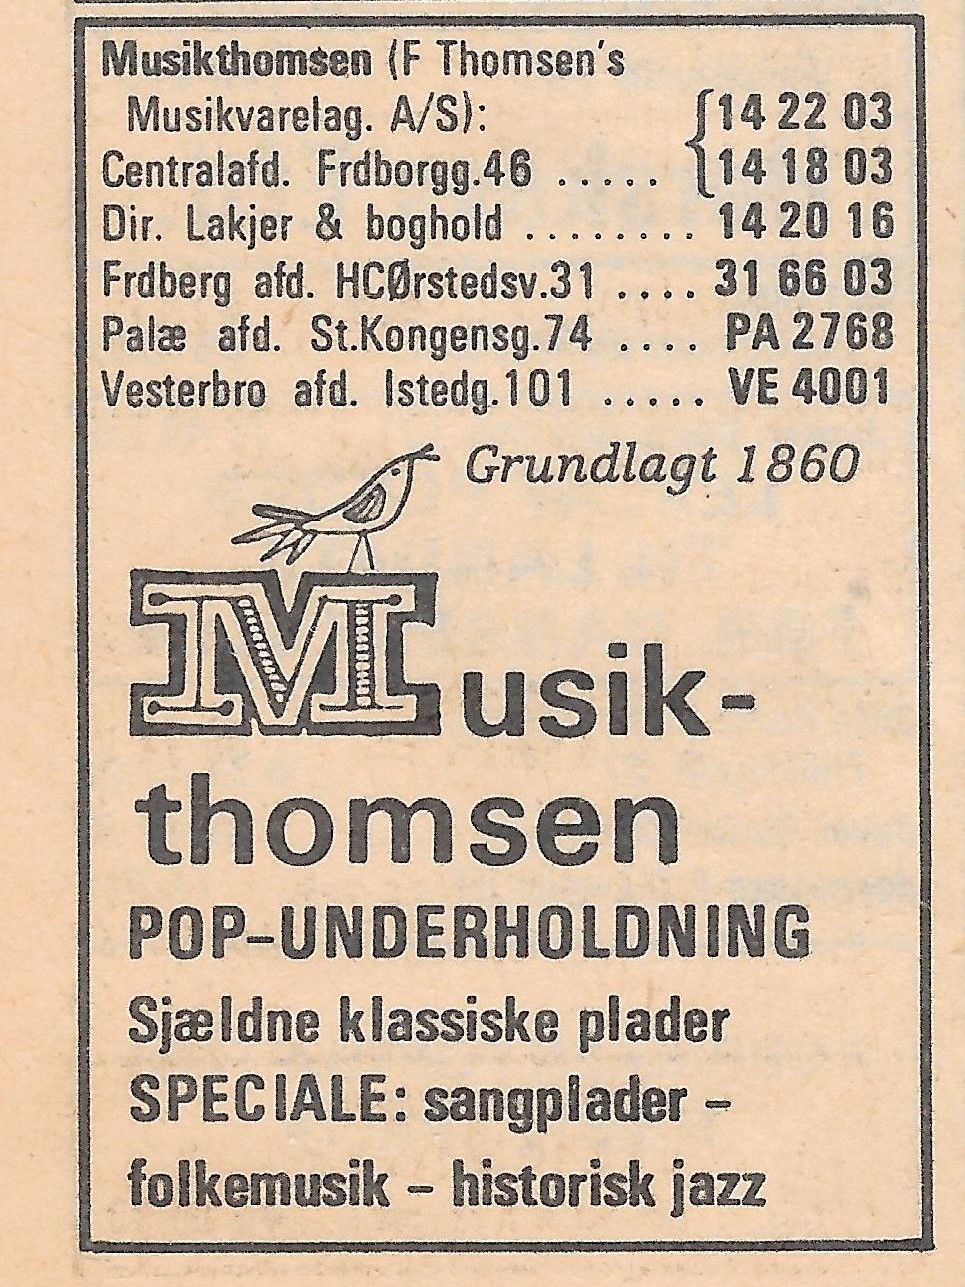 Musikthomsen (F Thomsen's
Musikvarelag. A/S): 14 22 03
Centralafd. Frdborgg.46 ..... 14 18 03
Dir. Lakjer & boghold ........ 14 20 16
Frdberg afd. HCØrstedsv.31 .... 31 66 03
Palæ afd. St.Kongensg.74 .... PA 2768
Vesterbro afd. Istedg.101 ..... VE 4001
Grundlagt 1860
Musik-
thomsen
POP-UNDERHOLDNING
Sjældne klassiske plader
SPECIALE: sangplader –
folkemusik – historisk jazz